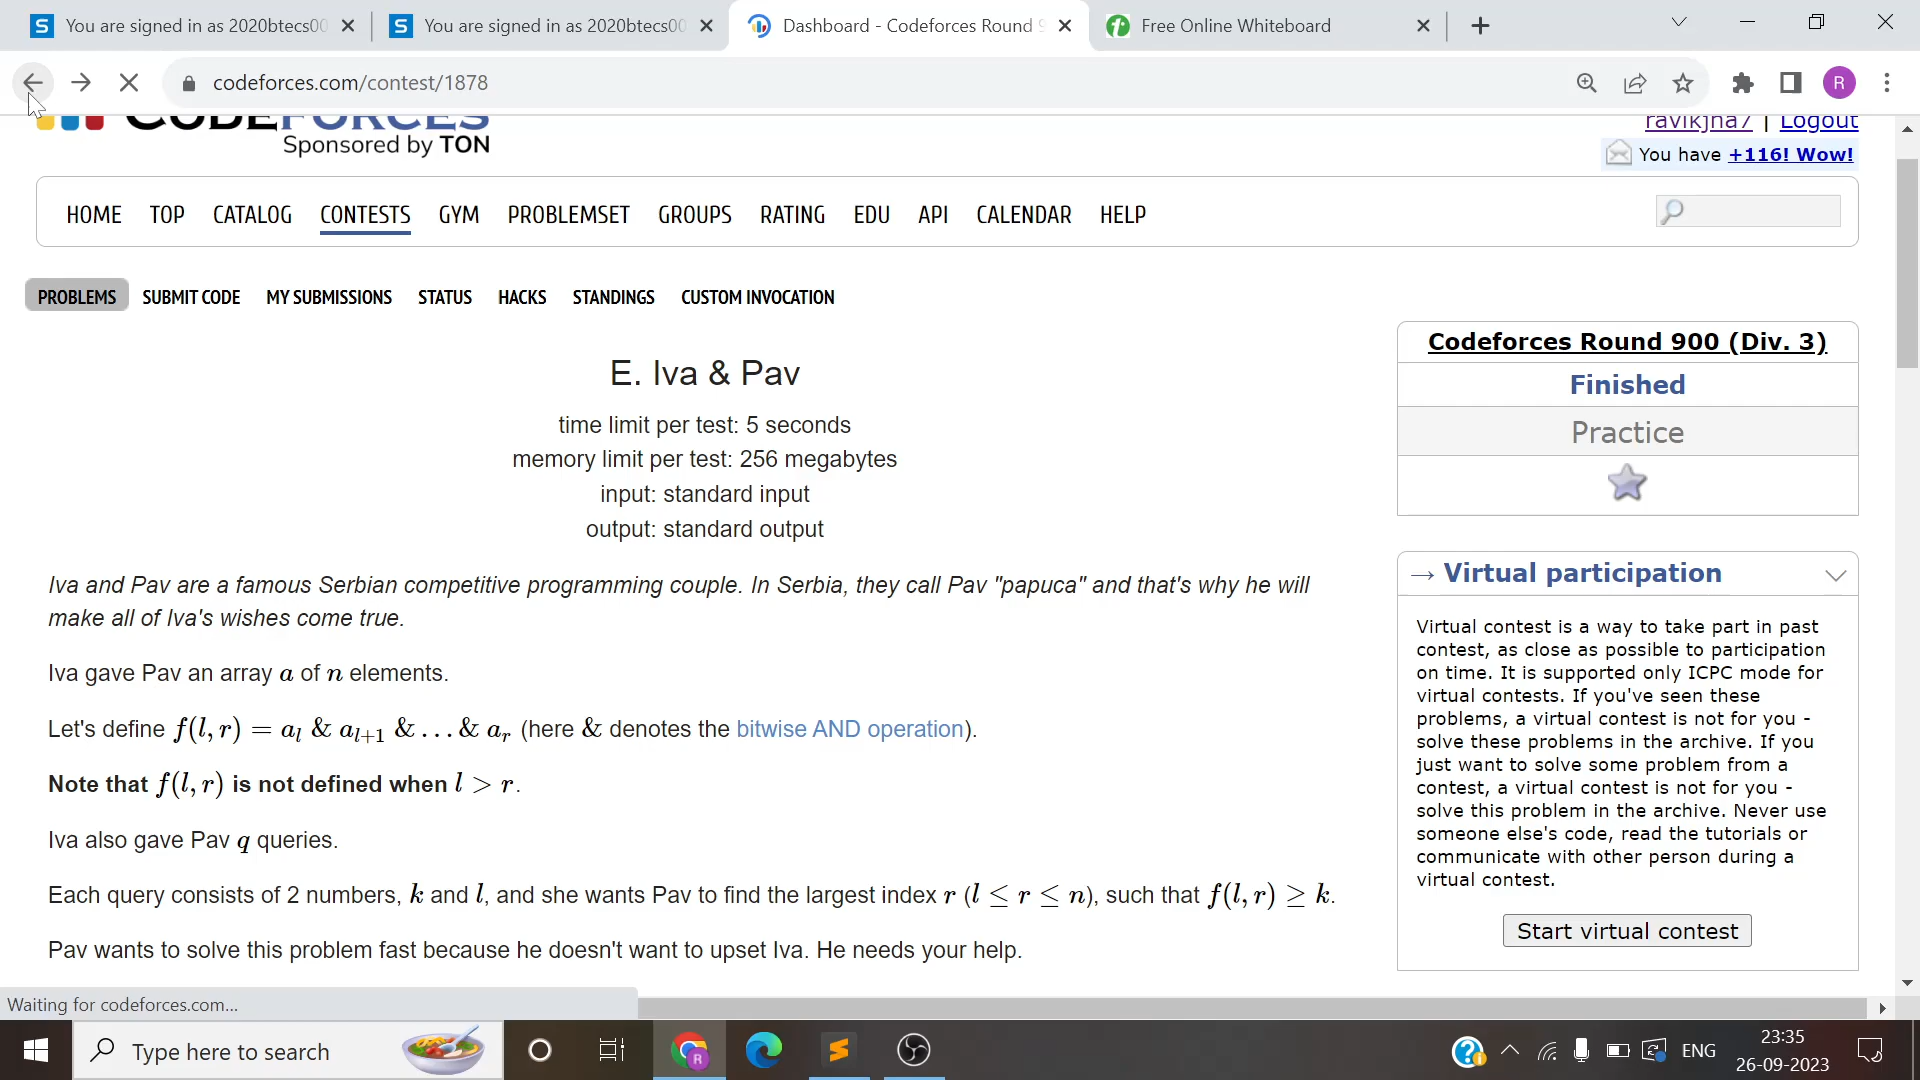 You are signed in as 2020btecs00
You are signed in as 2020btecs00
Dashboard - Codeforces Round 9
Free Online Whiteboard
codeforces.com/contest/1878
R
CODEFORCES
Sponsored by TON
ravikjha7 | Logout
You have +116! Wow!
HOME TOP CATALOG CONTESTS GYM PROBLEMSET GROUPS RATING EDU API CALENDAR HELP
PROBLEMS SUBMIT CODE MY SUBMISSIONS STATUS HACKS STANDINGS CUSTOM INVOCATION
E. Iva & Pav
time limit per test: 5 seconds
memory limit per test: 256 megabytes
input: standard input
output: standard output
Iva and Pav are a famous Serbian competitive programming couple. In Serbia, they call Pav "papuca" and that's why he will
make all of Iva's wishes come true.
Iva gave Pav an array a of n elements.
Let's define f(l, r) = a_l & a_{l+1} & … & a_r (here & denotes the bitwise AND operation).
Note that f(l, r) is not defined when l > r.
Iva also gave Pav q queries.
Each query consists of 2 numbers, k and l, and she wants Pav to find the largest index r (l ≤ r ≤ n), such that f(l, r) ≥ k.
Pav wants to solve this problem fast because he doesn't want to upset Iva. He needs your help.
Codeforces Round 900 (Div. 3)
Finished
Practice
→ Virtual participation
Virtual contest is a way to take part in past
contest, as close as possible to participation
on time. It is supported only ICPC mode for
virtual contests. If you've seen these
problems, a virtual contest is not for you -
solve these problems in the archive. If you
just want to solve some problem from a
contest, a virtual contest is not for you -
solve this problem in the archive. Never use
someone else's code, read the tutorials or
communicate with other person during a
virtual contest.
Start virtual contest
Waiting for codeforces.com...
Type here to search
ENG
23:35
26-09-2023